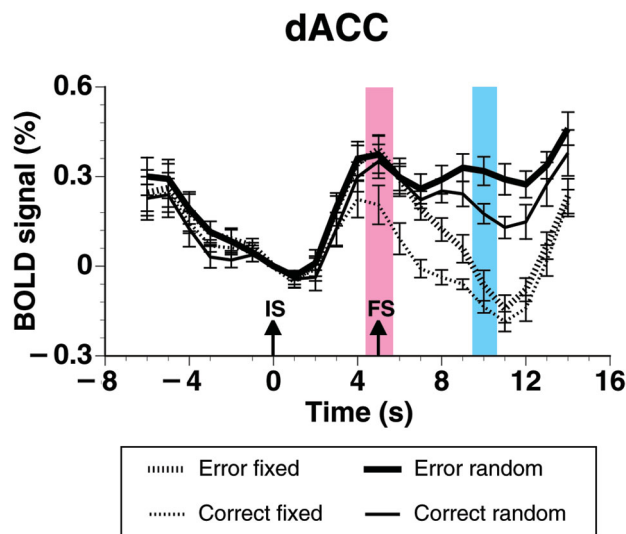 dACC
0.6
0.3
0
−0.3
BOLD signal (%)
IS
FS
−8 −4 0 4 8 12 16
Time (s)
Error fixed Error random
Correct fixed Correct random